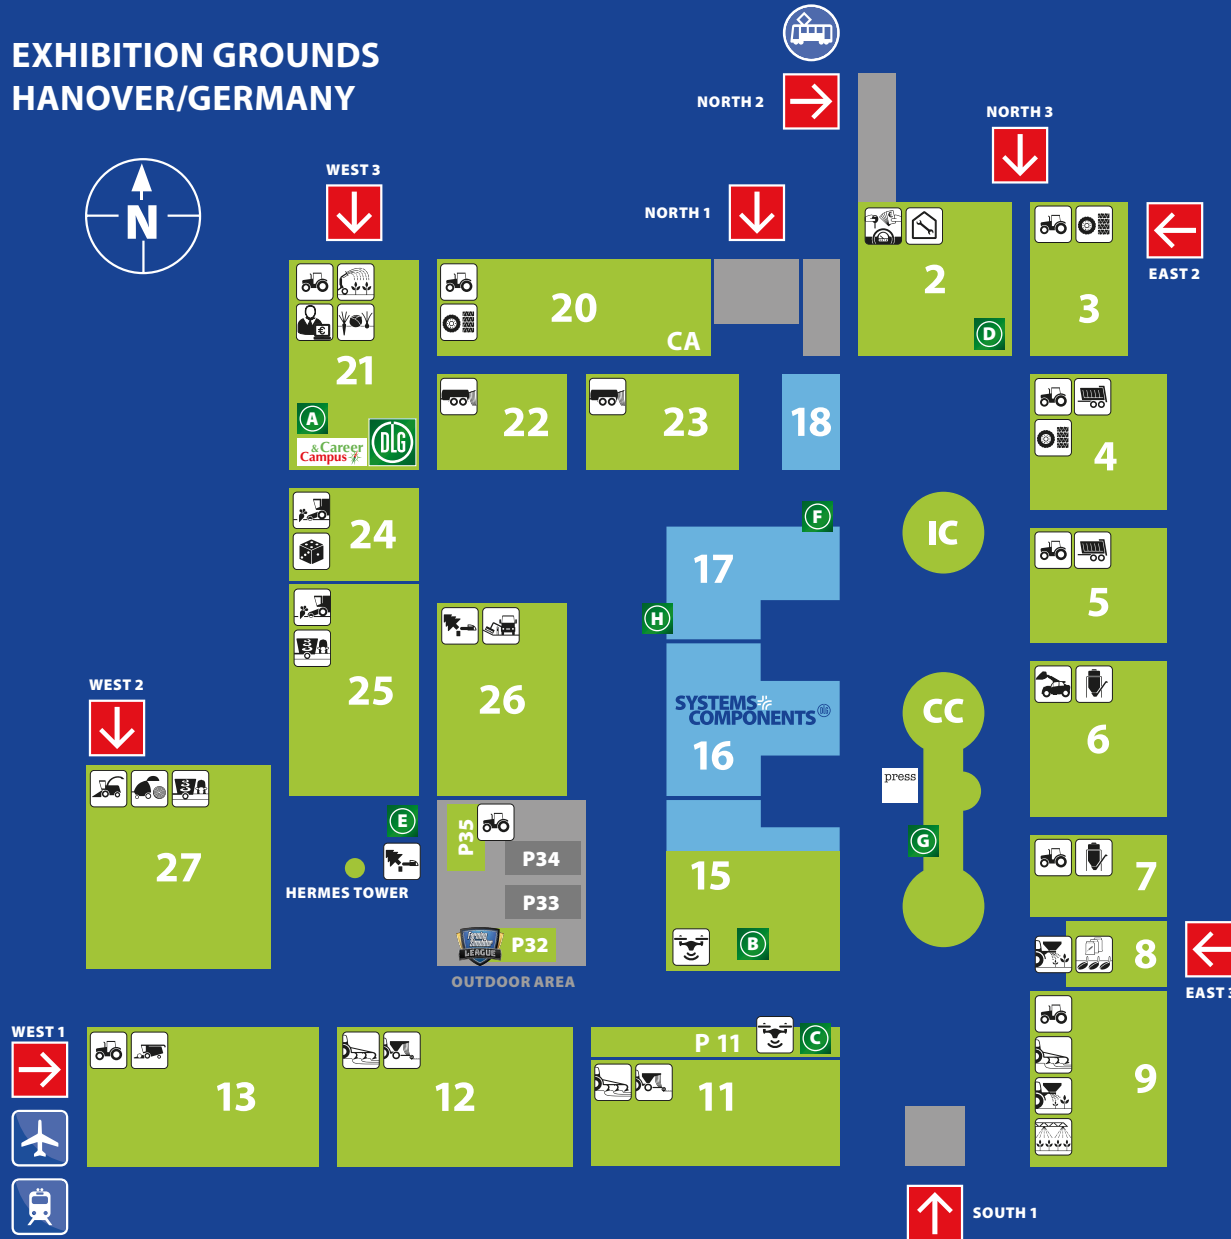 EXHIBITION GROUNDS
HANOVER/GERMANY
NORTH 2
NORTH 3
WEST 3
NORTH 1
EAST 2
N
2
3
20
CA
21
A
&Career
Campus
DLG
22
23
18
D
4
24
F
17
IC
5
H
25
26
SYSTEMS
COMPONENTS
16
CC
6
WEST 2
press
E
P35
P34
P33
Farming
Simulator
LEAGUE
P32
OUTDOOR AREA
27
HERMES TOWER
15
B
G
7
8
EAST 3
WEST 1
13
12
P 11
C
11
9
SOUTH 1